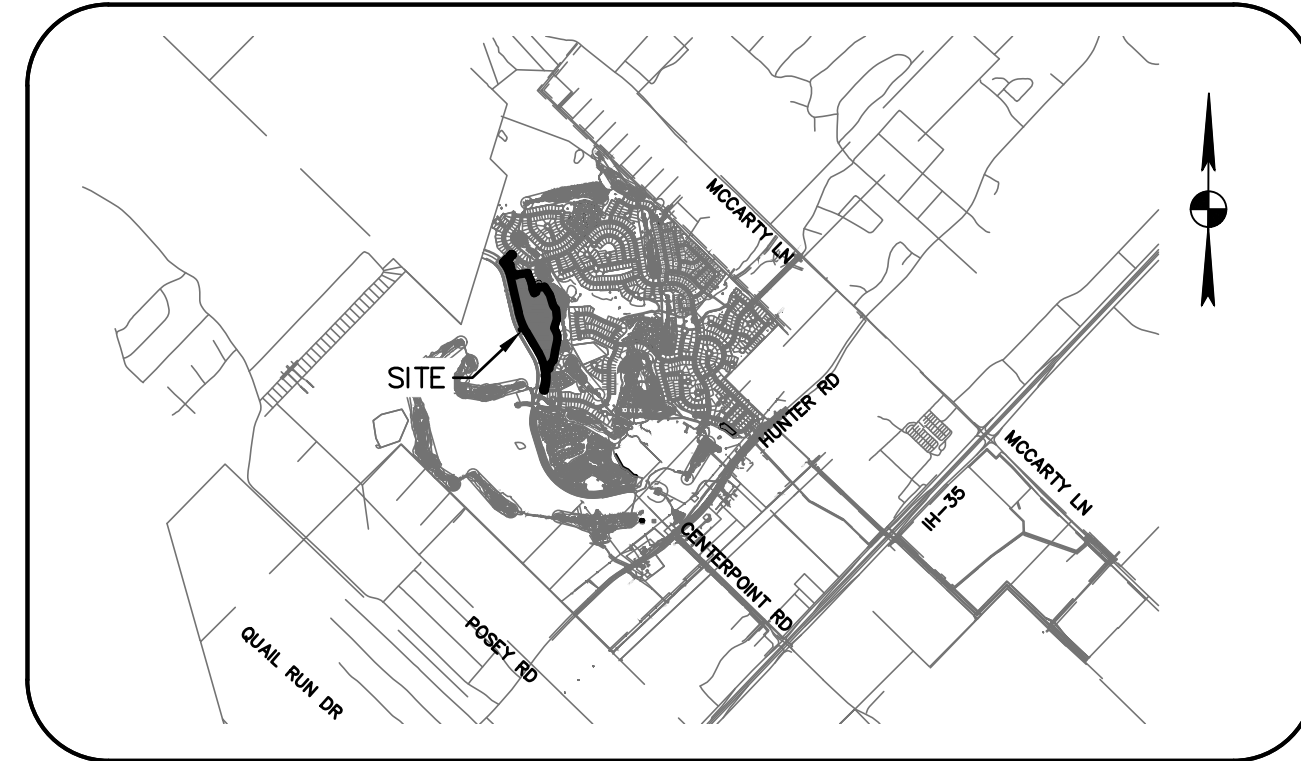 MCCARTY LN
SITE
HUNTER RD
MCCARTY LN
IH-35
CENTERPOINT RD
POSEY RD
QUAIL RUN DR